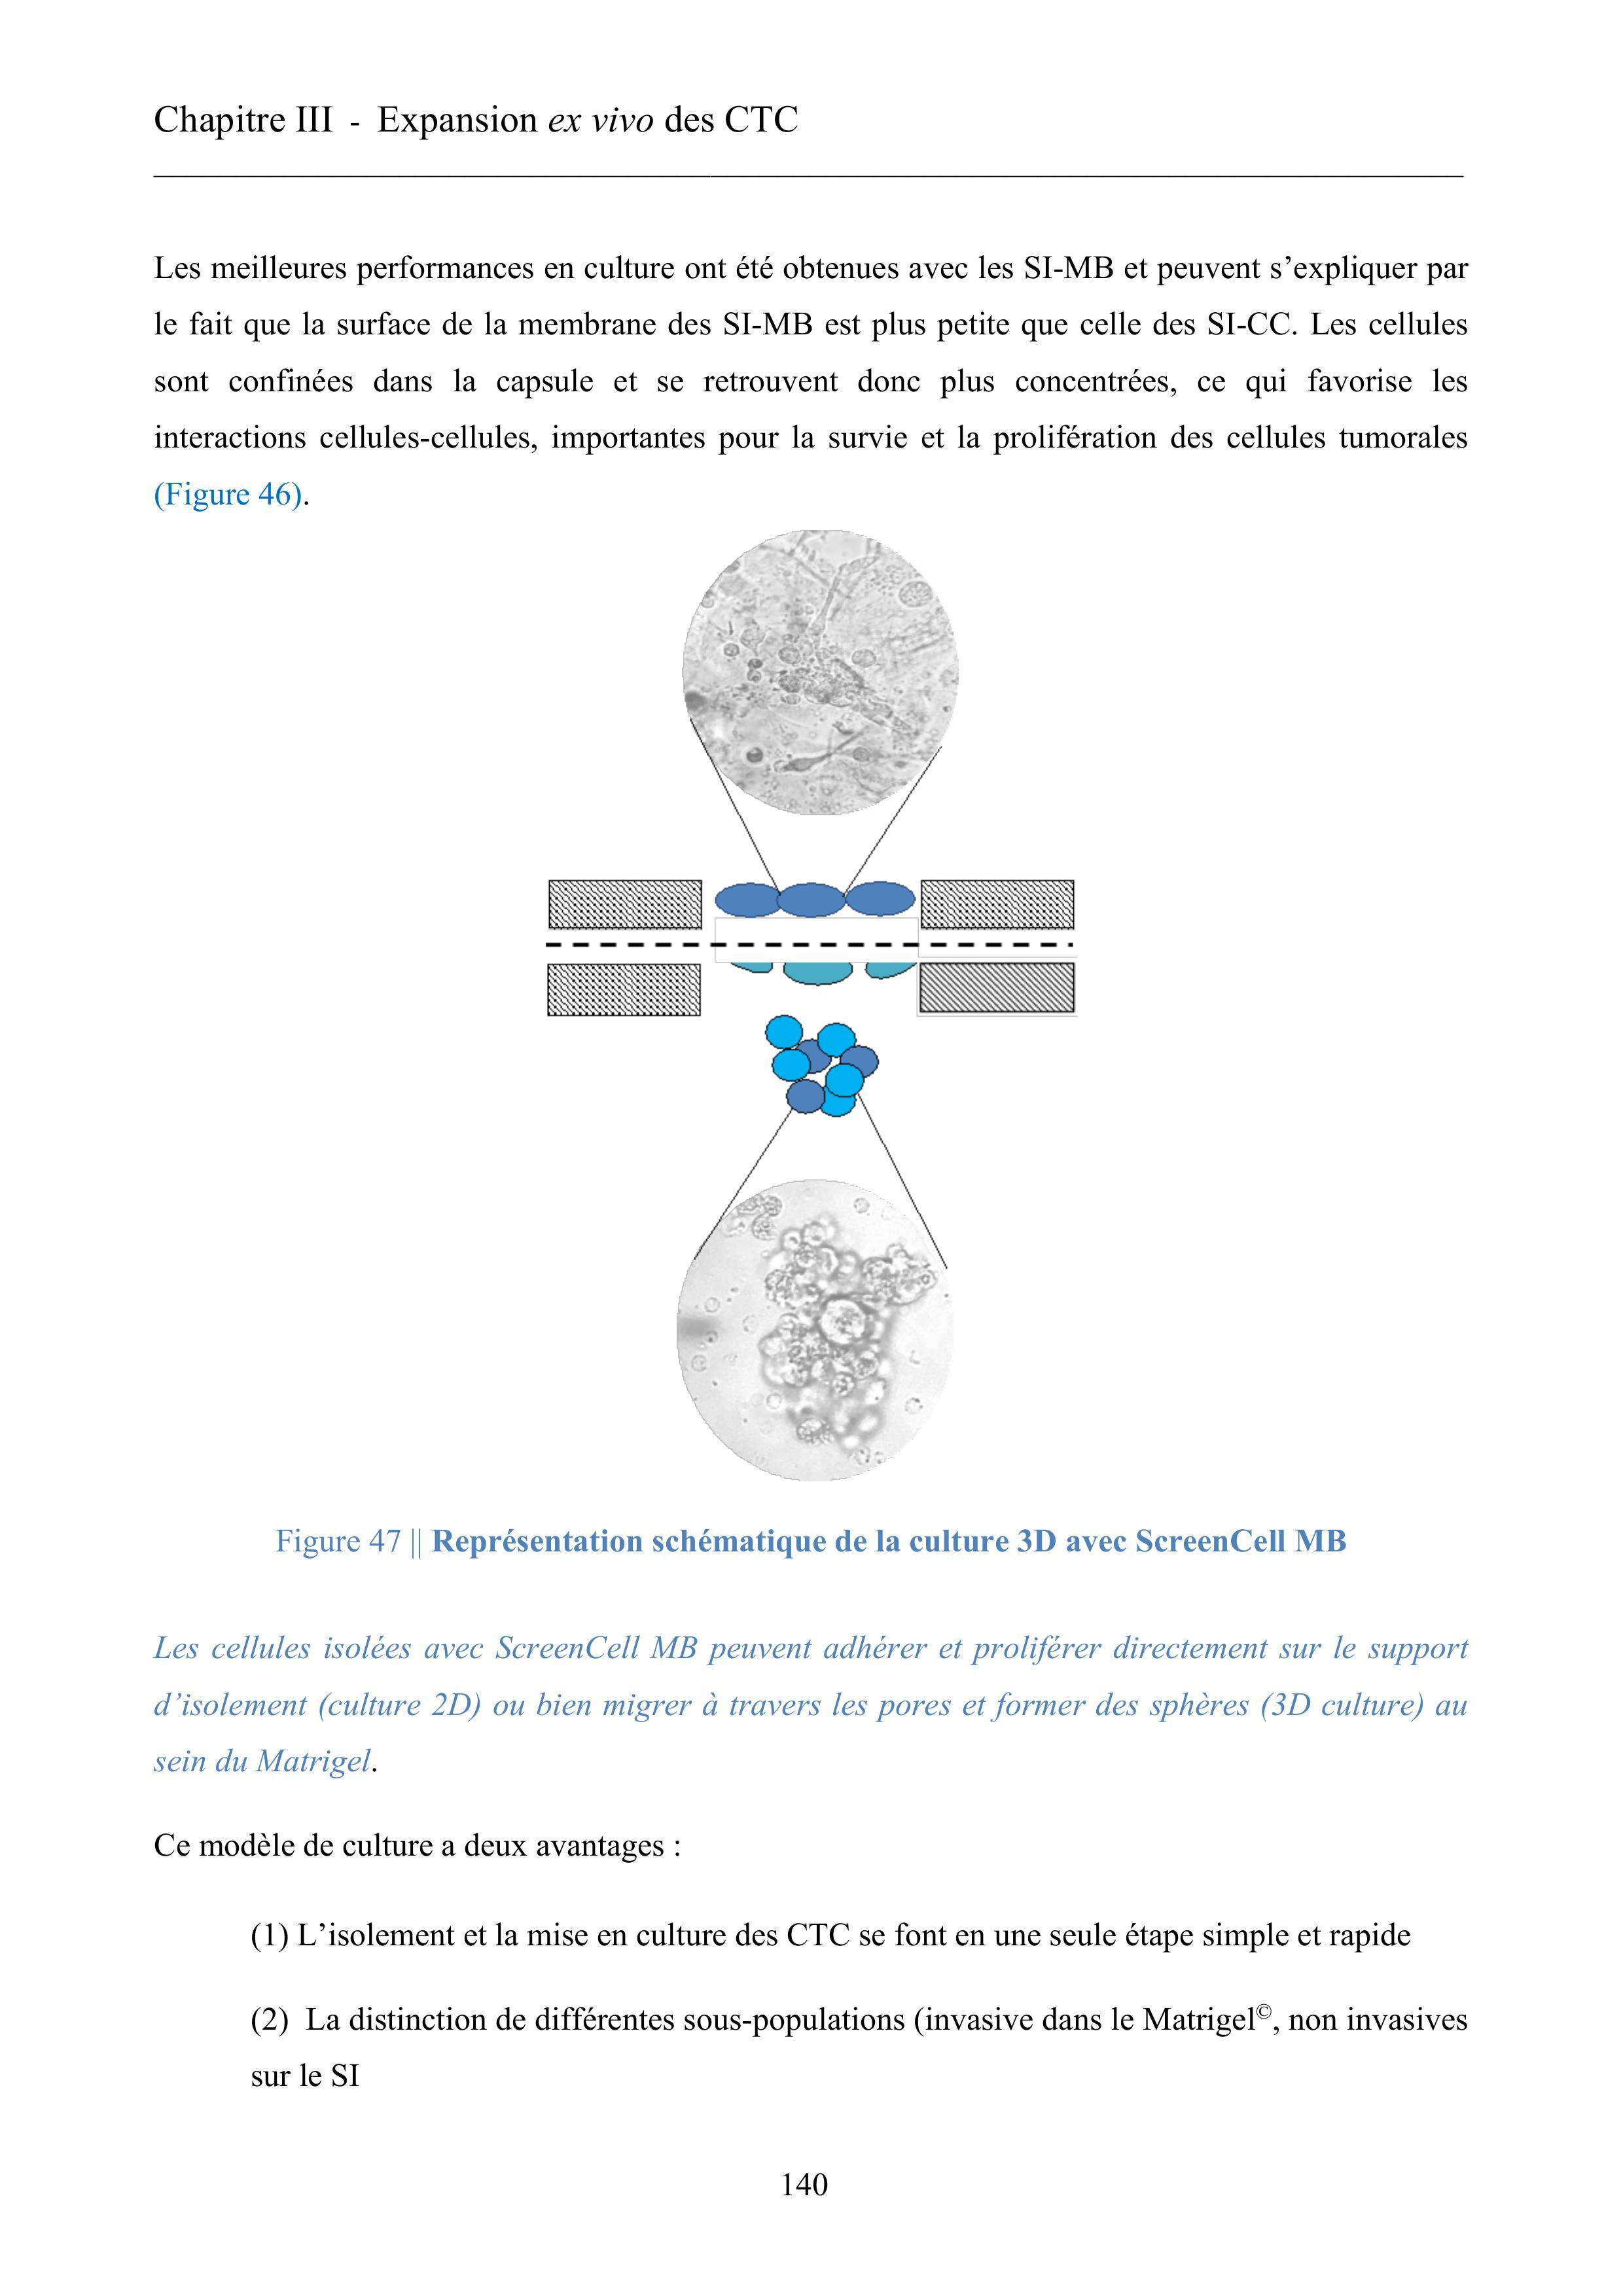 Chapitre III - Expansion ex vivo des CTC
Les meilleures performances en culture ont été obtenues avec les SI-MB et peuvent s’expliquer par
le fait que la surface de la membrane des SI-MB est plus petite que celle des SI-CC. Les cellules
sont confinées dans la capsule et se retrouvent donc plus concentrées, ce qui favorise les
interactions cellules-cellules, importantes pour la survie et la prolifération des cellules tumorales
(Figure 46).
Figure 47 || Représentation schématique de la culture 3D avec ScreenCell MB
Les cellules isolées avec ScreenCell MB peuvent adhérer et proliférer directement sur le support
d’isolement (culture 2D) ou bien migrer à travers les pores et former des sphères (3D culture) au
sein du Matrigel.
Ce modèle de culture a deux avantages :
(1) L’isolement et la mise en culture des CTC se font en une seule étape simple et rapide
(2) La distinction de différentes sous-populations (invasive dans le Matrigel©, non invasives
sur le SI
140